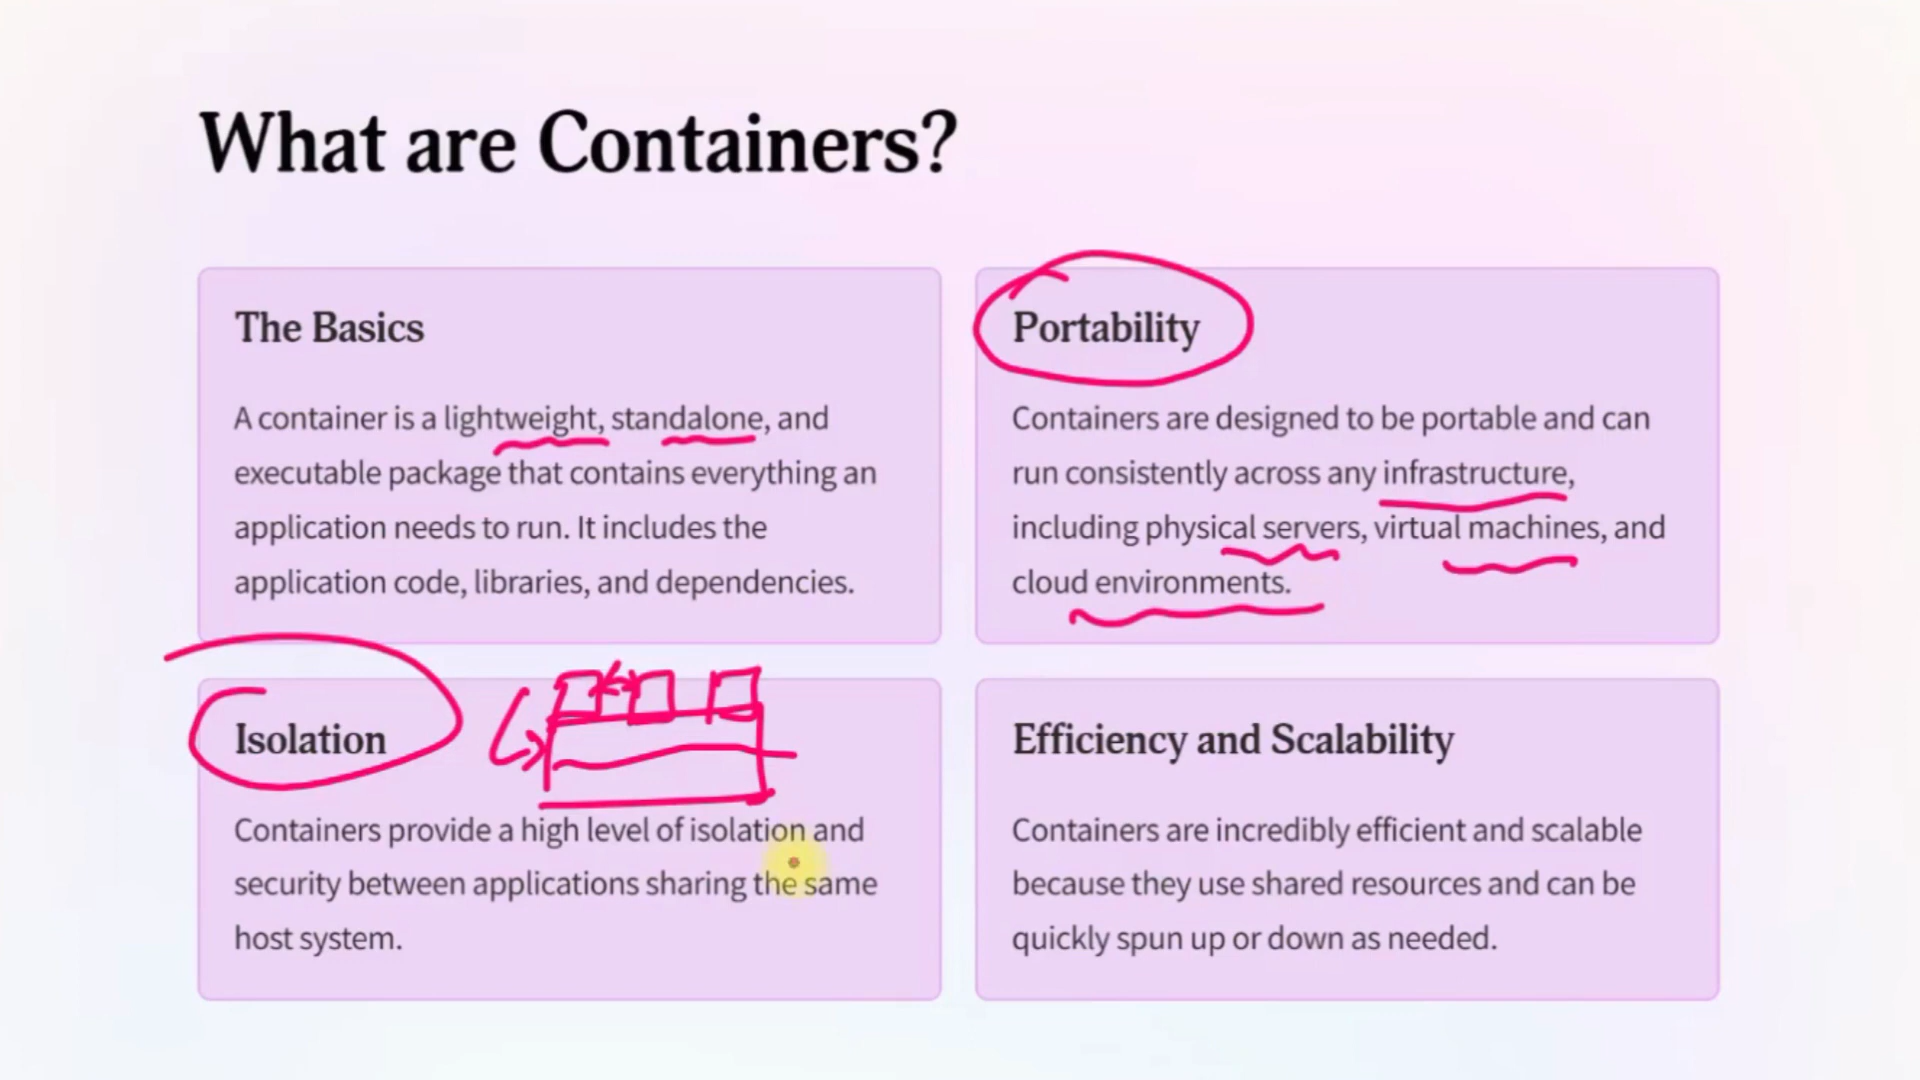 What are Containers?
The Basics
A container is a lightweight, standalone, and
executable package that contains everything an
application needs to run. It includes the
application code, libraries, and dependencies.
Portability
Containers are designed to be portable and can
run consistently across any infrastructure,
including physical servers, virtual machines, and
cloud environments.
Isolation
Containers provide a high level of isolation and
security between applications sharing the same
host system.
Efficiency and Scalability
Containers are incredibly efficient and scalable
because they use shared resources and can be
quickly spun up or down as needed.